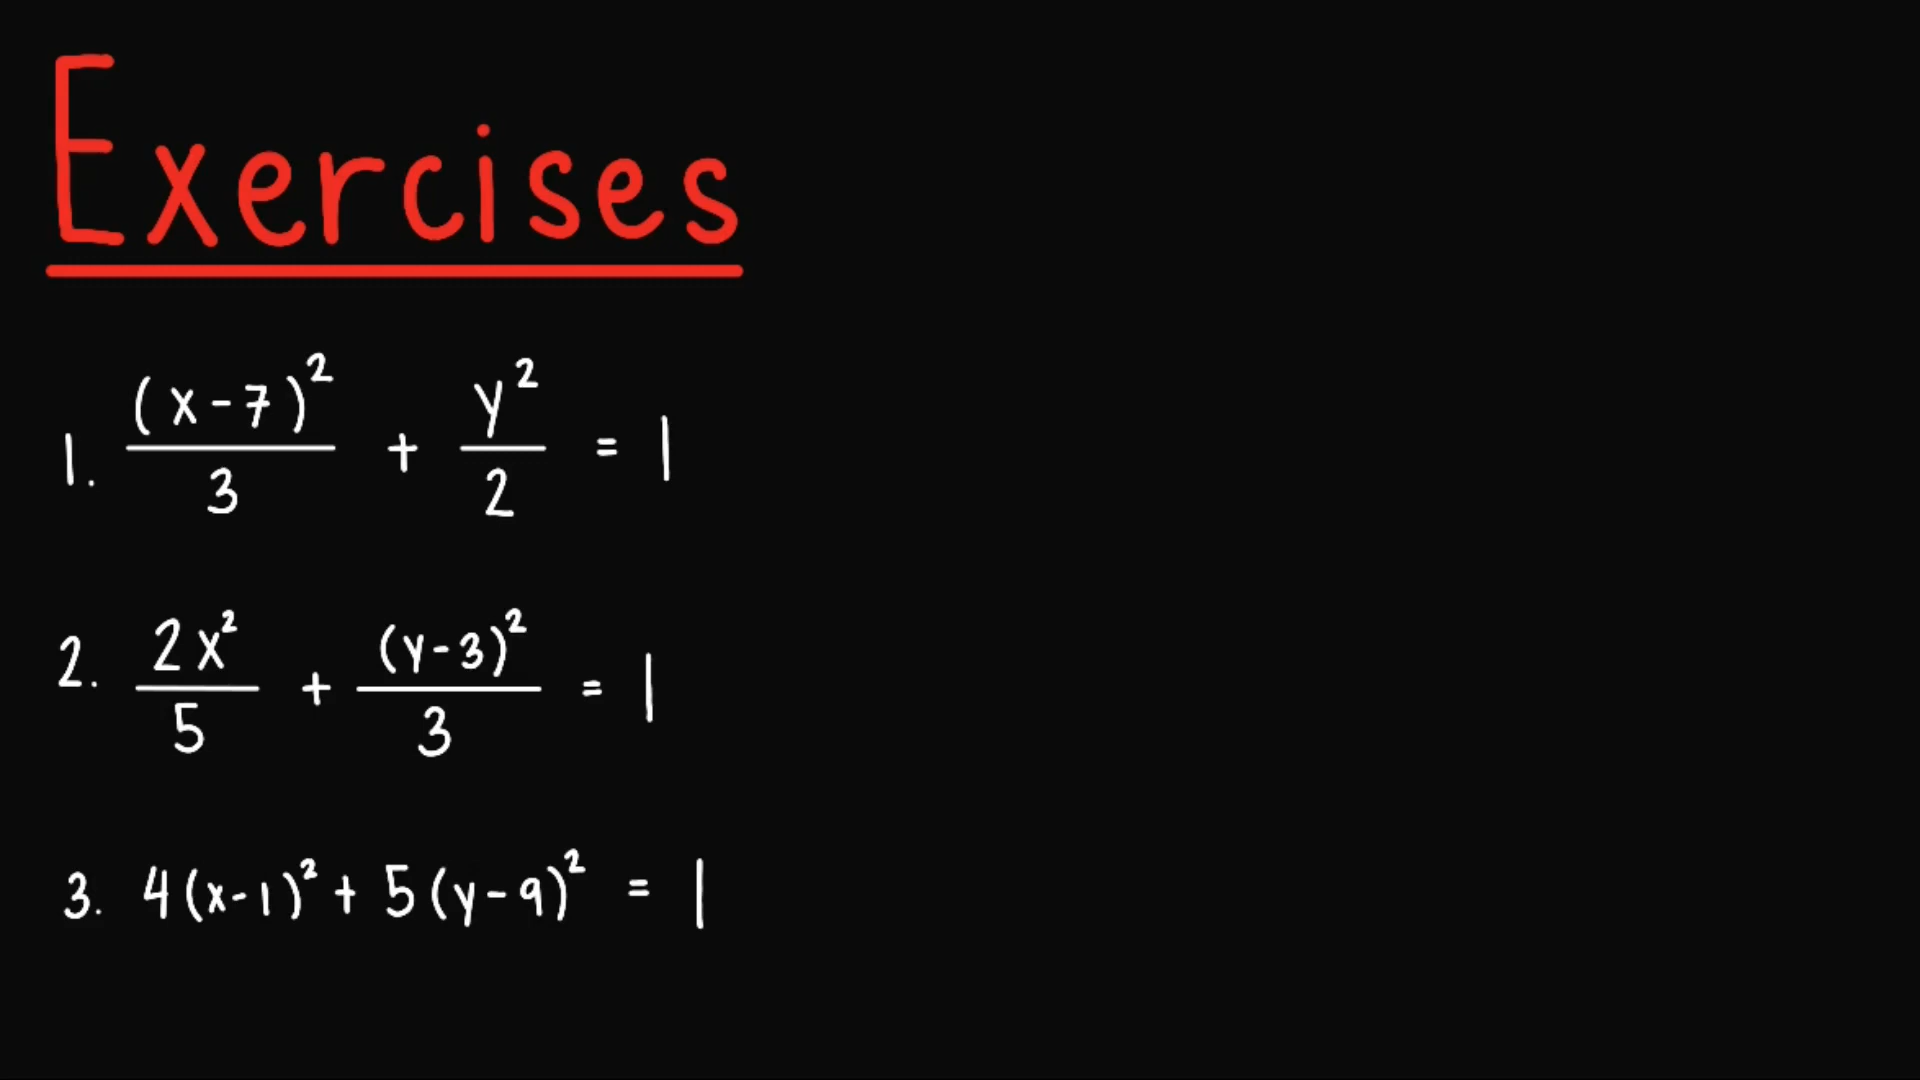 Exercises
1. (x-7)²/3 + y²/2 = 1
2. 2x²/5 + (y-3)²/3 = 1
3. 4(x-1)² + 5(y-9)² = 1